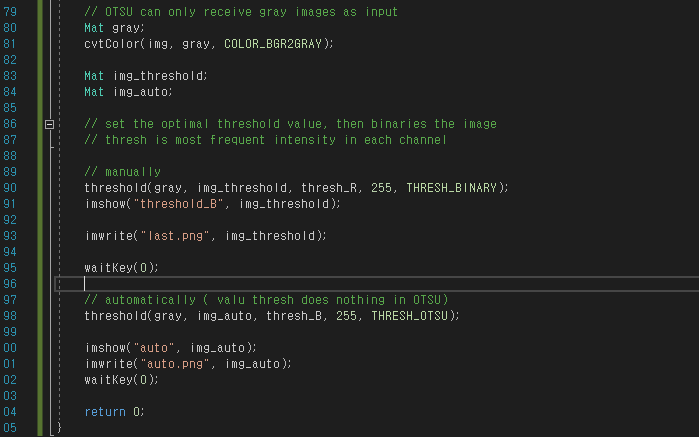 79 // OTSU can only receive gray images as input
80 Mat gray;
81 cvtColor(img, gray, COLOR_BGR2GRAY);
82
83 Mat img_threshold;
84 Mat img_auto;
85
86 // set the optimal threshold value, then binaries the image
87 // thresh is most frequent intensity in each channel
88
89 // manually
90 threshold(gray, img_threshold, thresh_R, 255, THRESH_BINARY);
91 imshow("threshold_B", img_threshold);
92
93 imwrite("last.png", img_threshold);
94
95 waitKey(0);
96
97 // automatically ( valu thresh does nothing in OTSU)
98 threshold(gray, img_auto, thresh_B, 255, THRESH_OTSU);
99
00 imshow("auto", img_auto);
01 imwrite("auto.png", img_auto);
02 waitKey(0);
03
04 return 0;
05 }